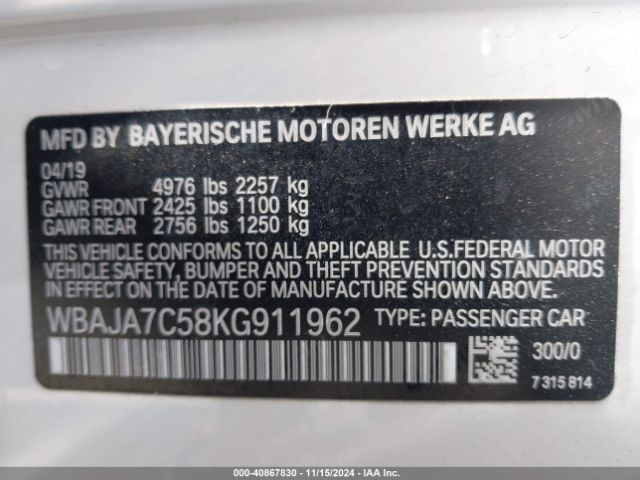 MFD BY BAYERISCHE MOTOREN WERKE AG
04/19
GVWR 4976 lbs 2257 kg
GAWR FRONT 2425 lbs 1100 kg
GAWR REAR 2756 lbs 1250 kg
THIS VEHICLE CONFORMS TO ALL APPLICABLE U.S.FEDERAL MOTOR
VEHICLE SAFETY, BUMPER AND THEFT PREVENTION STANDARDS
IN EFFECT ON THE DATE OF MANUFACTURE SHOWN ABOVE.
WBAJA7C58KG911962 TYPE: PASSENGER CAR
300/0
7 315 814
000-40867830 - 11/15/2024 - IAAI.COM